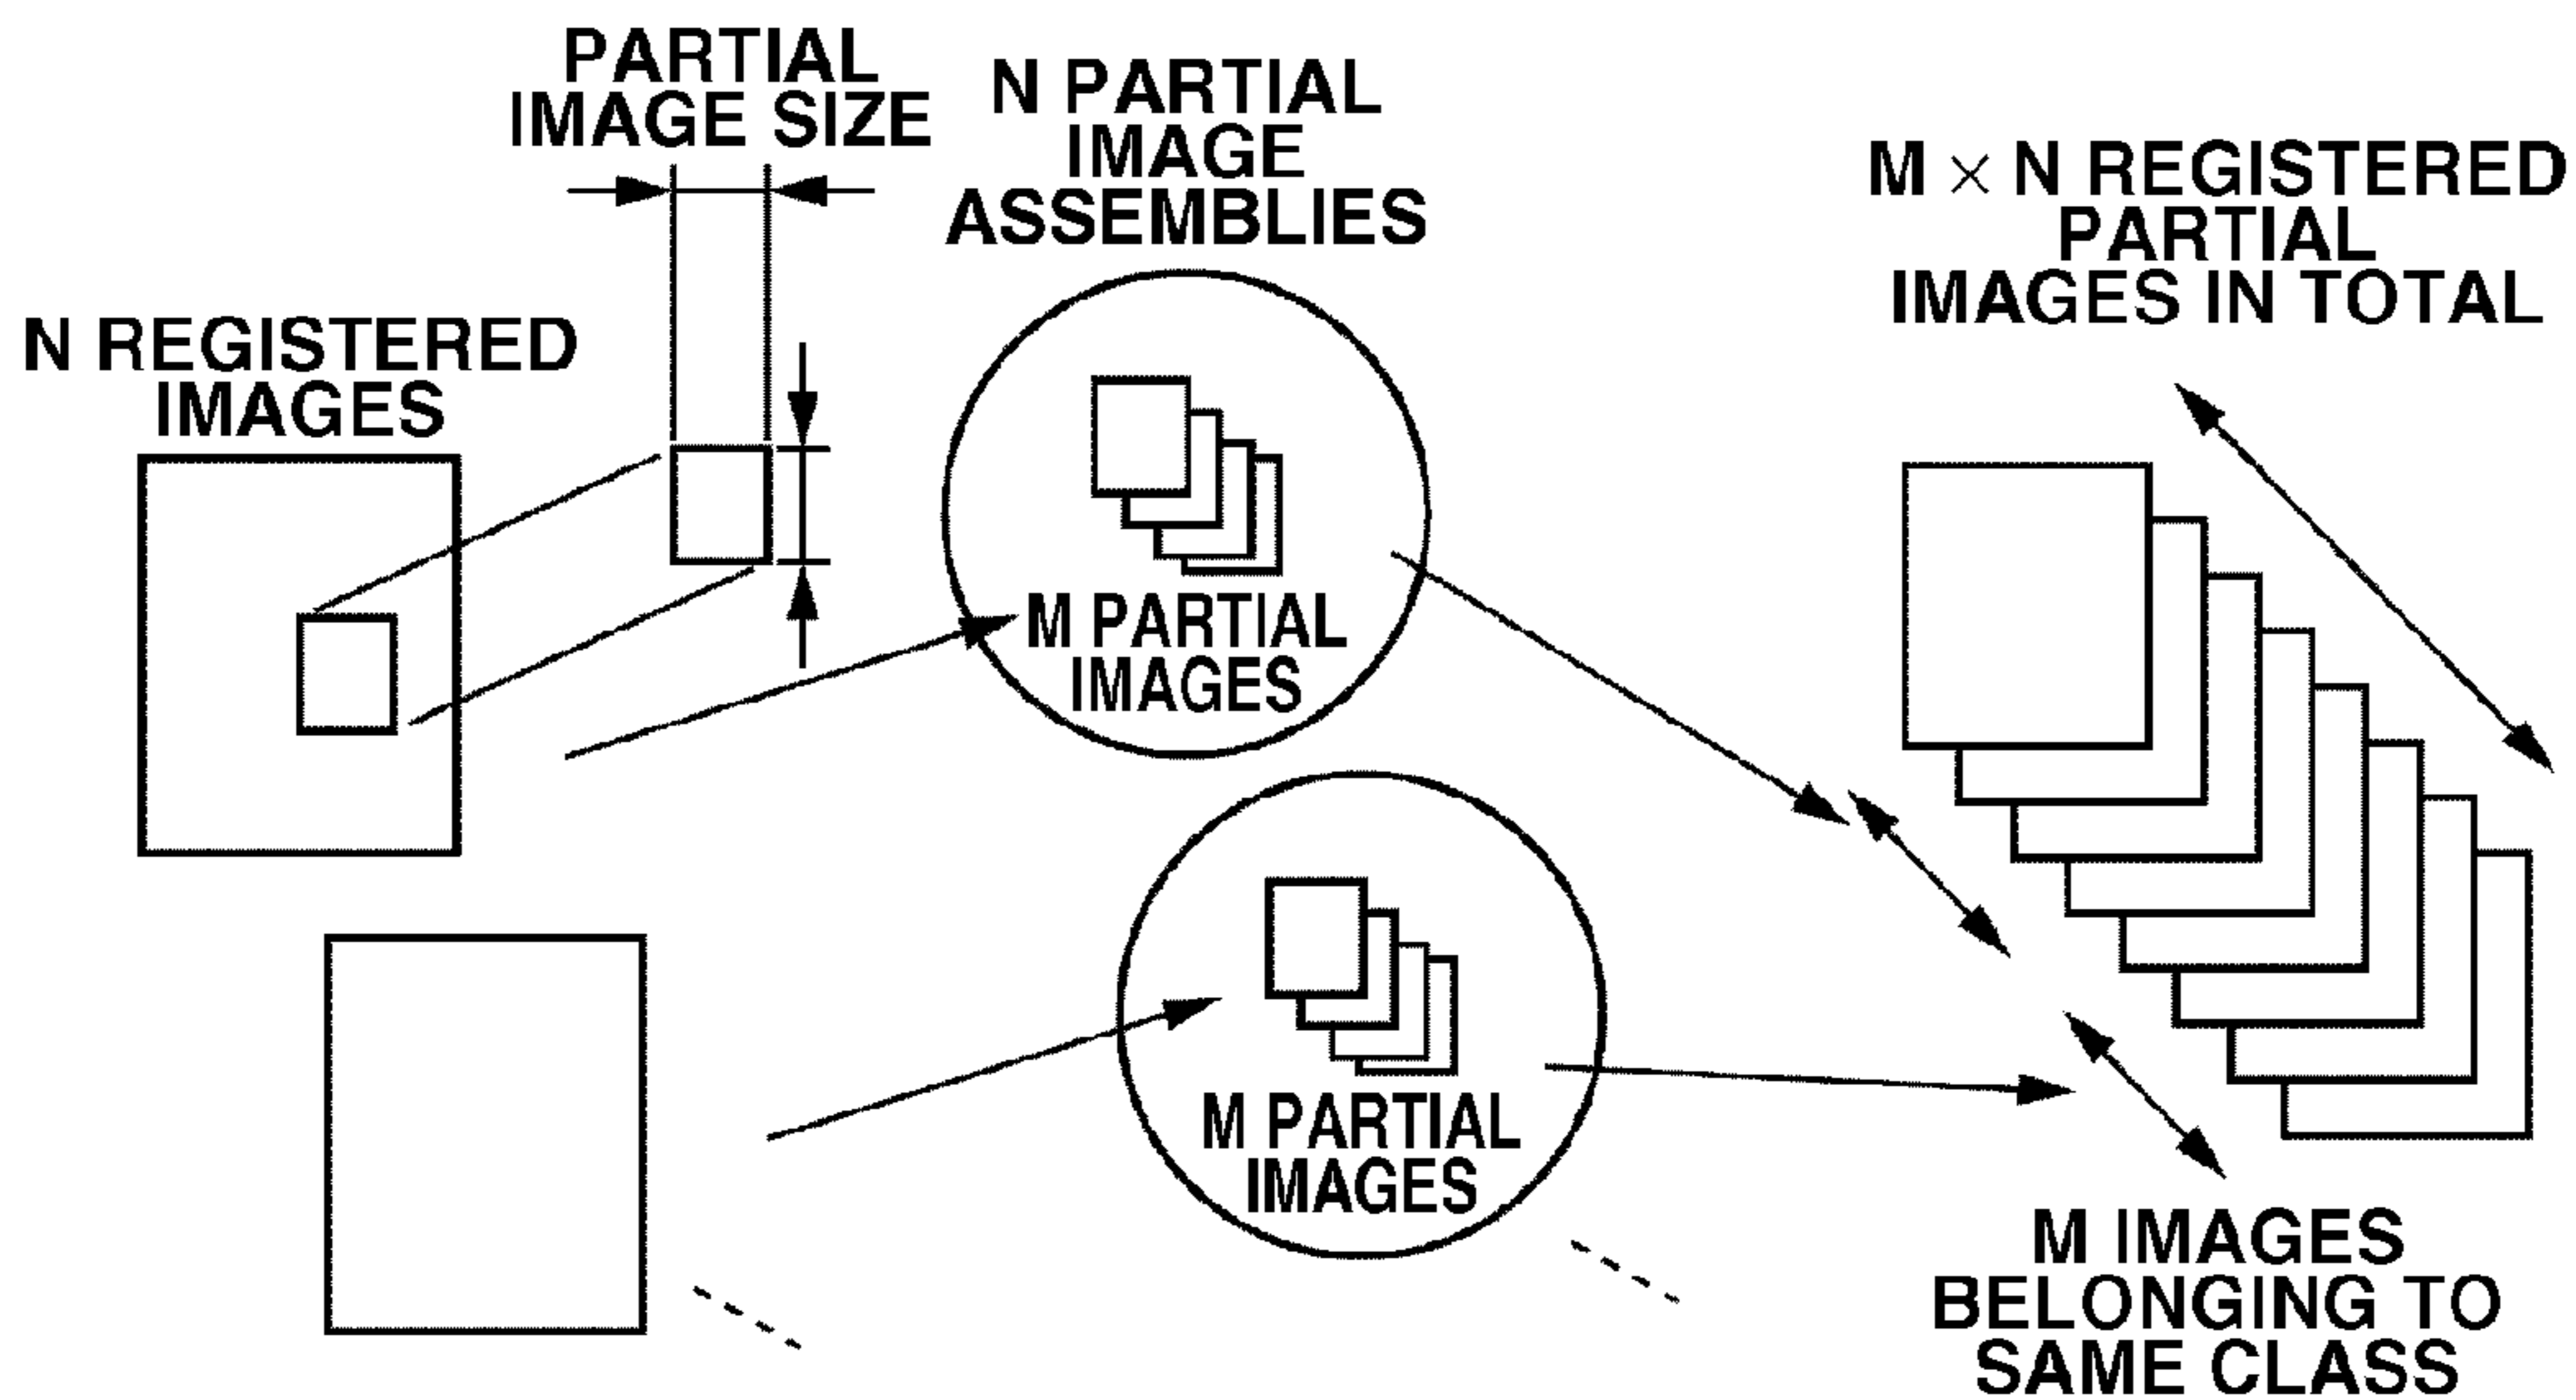 PARTIAL
IMAGE SIZE
N PARTIAL
IMAGE
ASSEMBLIES
M × N REGISTERED
PARTIAL
IMAGES IN TOTAL
N REGISTERED
IMAGES
M PARTIAL
IMAGES
M PARTIAL
IMAGES
M IMAGES
BELONGING TO
SAME CLASS